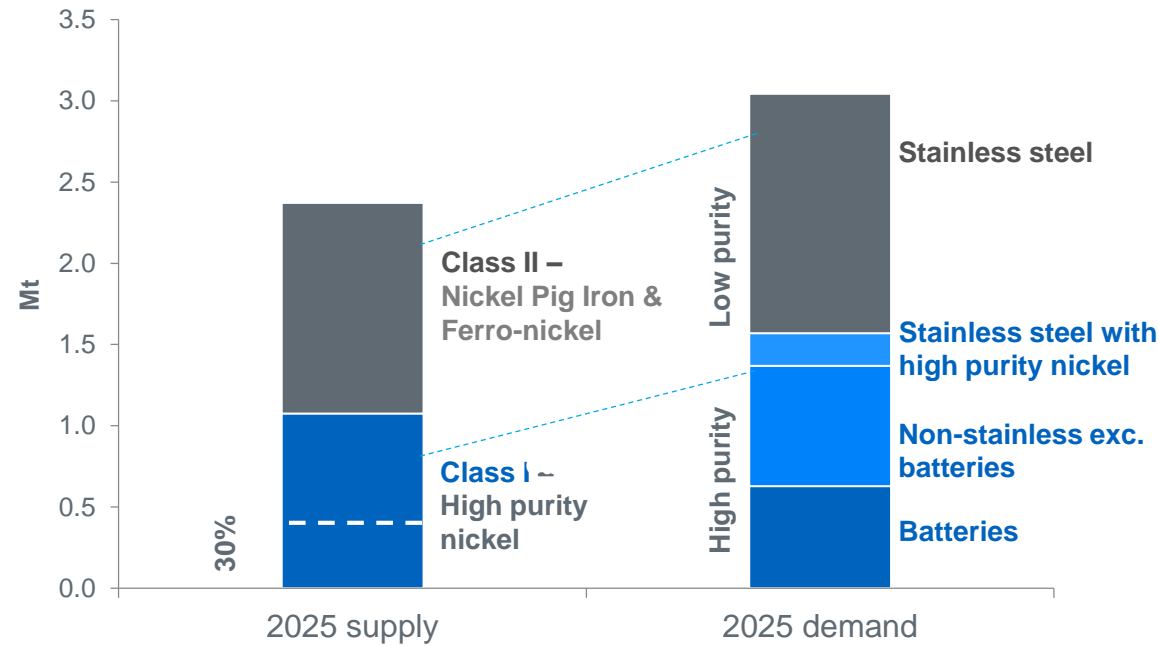 3.5
3.0
2.5
2.0
1.5
1.0
0.5
0.0
Mt
30%
Class II –
Nickel Pig Iron &
Ferro-nickel
Class I –
High purity
nickel
Low purity
High purity
Stainless steel
Stainless steel with
high purity nickel
Non-stainless exc.
batteries
Batteries
2025 supply
2025 demand